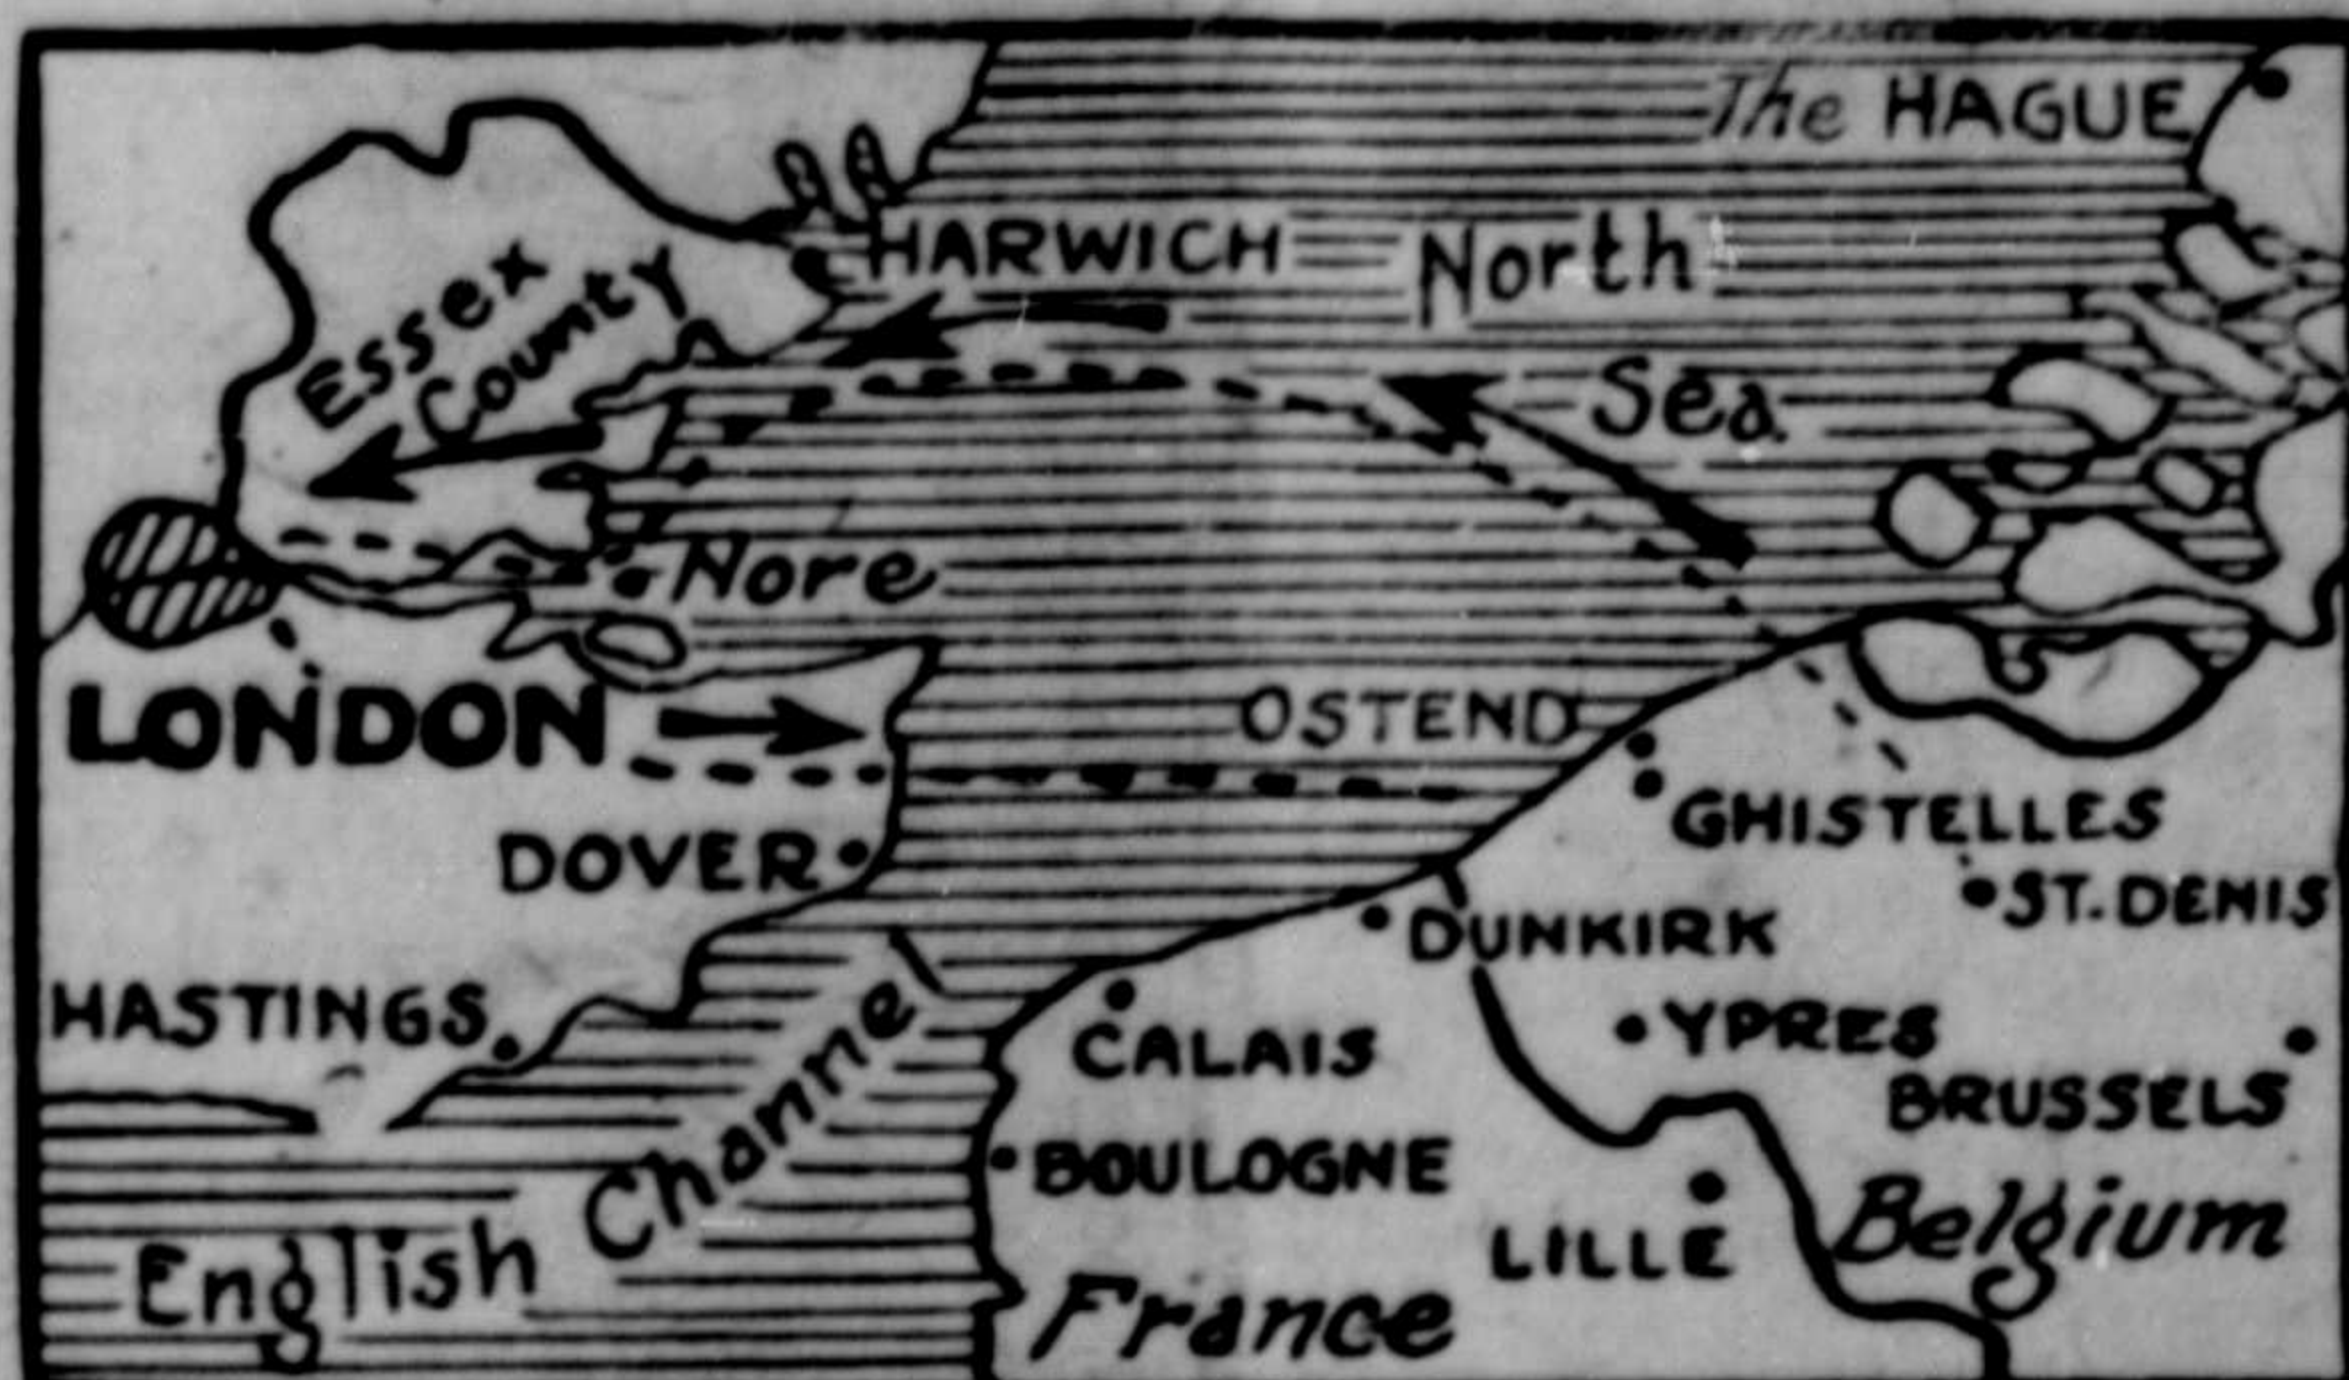 The HAGUE
HARWICH
North
Sea
Essex
County
Nore
LONDON
OSTEND
GHISTELLES
DOVER
ST. DENIS
DUNKIRK
HASTINGS
YPRES
CALAIS
BRUSSELS
BOULOGNE
English Channel
LILLE
Belgium
France